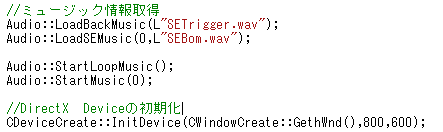 //ミュージック情報取得
Audio::LoadBackMusic(L"SETrigger.wav");
Audio::LoadSEMusic(0,L"SEBom.wav");
Audio::StartLoopMusic();
Audio::StartMusic(0);
//DirectX　Deviceの初期化
CDeviceCreate::InitDevice(CWindowCreate::GethWnd(),800,600);